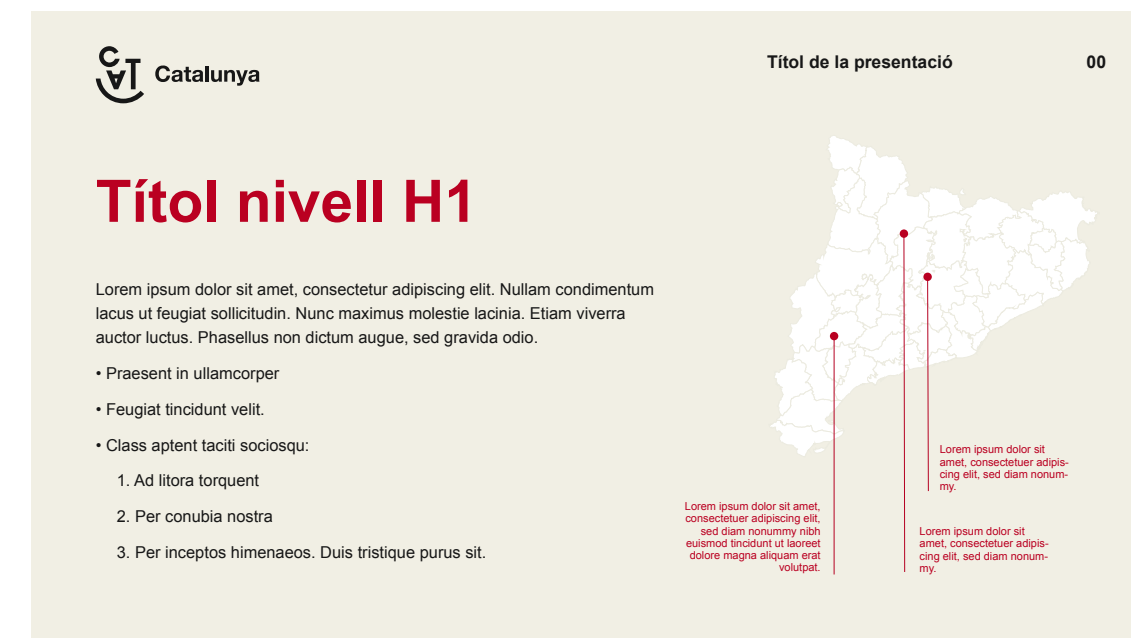 CAT Catalunya
Títol de la presentació
00
Títol nivell H1
Lorem ipsum dolor sit amet, consectetur adipiscing elit. Nullam condimentum
lacus ut feugiat sollicitudin. Nunc maximus molestie lacinia. Etiam viverra
auctor luctus. Phasellus non dictum augue, sed gravida odio.
• Praesent in ullamcorper
• Feugiat tincidunt velit.
• Class aptent taciti sociosqu:
1. Ad litora torquent
2. Per conubia nostra
3. Per inceptos himenaeos. Duis tristique purus sit.
Lorem ipsum dolor sit amet,
consectetuer adipiscing elit,
sed diam nonummy nibh
euismod tincidunt ut laoreet
dolore magna aliquam erat
volutpat.
Lorem ipsum dolor sit
amet, consectetuer adipis-
cing elit, sed diam nonum-
my.
Lorem ipsum dolor sit
amet, consectetuer adipis-
cing elit, sed diam nonum-
my.